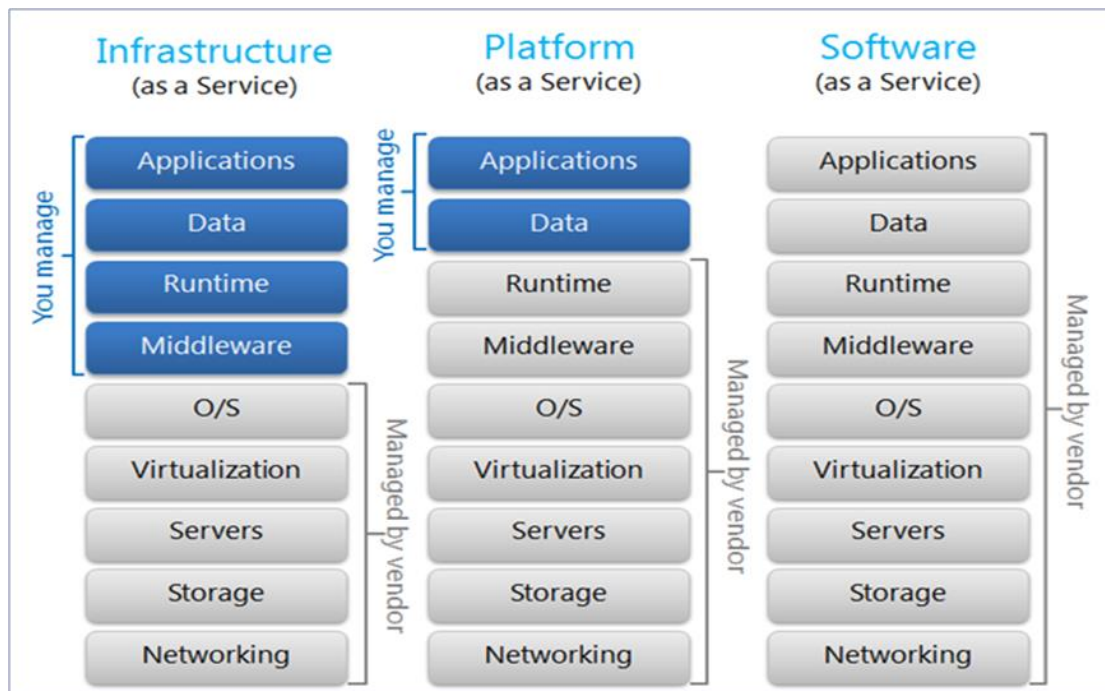 Infrastructure
(as a Service)
You manage
Applications
Data
Runtime
Middleware
O/S
Virtualization
Servers
Storage
Networking
Managed by vendor
Platform
(as a Service)
You manage
Applications
Data
Runtime
Middleware
O/S
Virtualization
Servers
Storage
Networking
Managed by vendor
Software
(as a Service)
Applications
Data
Runtime
Middleware
O/S
Virtualization
Servers
Storage
Networking
Managed by vendor